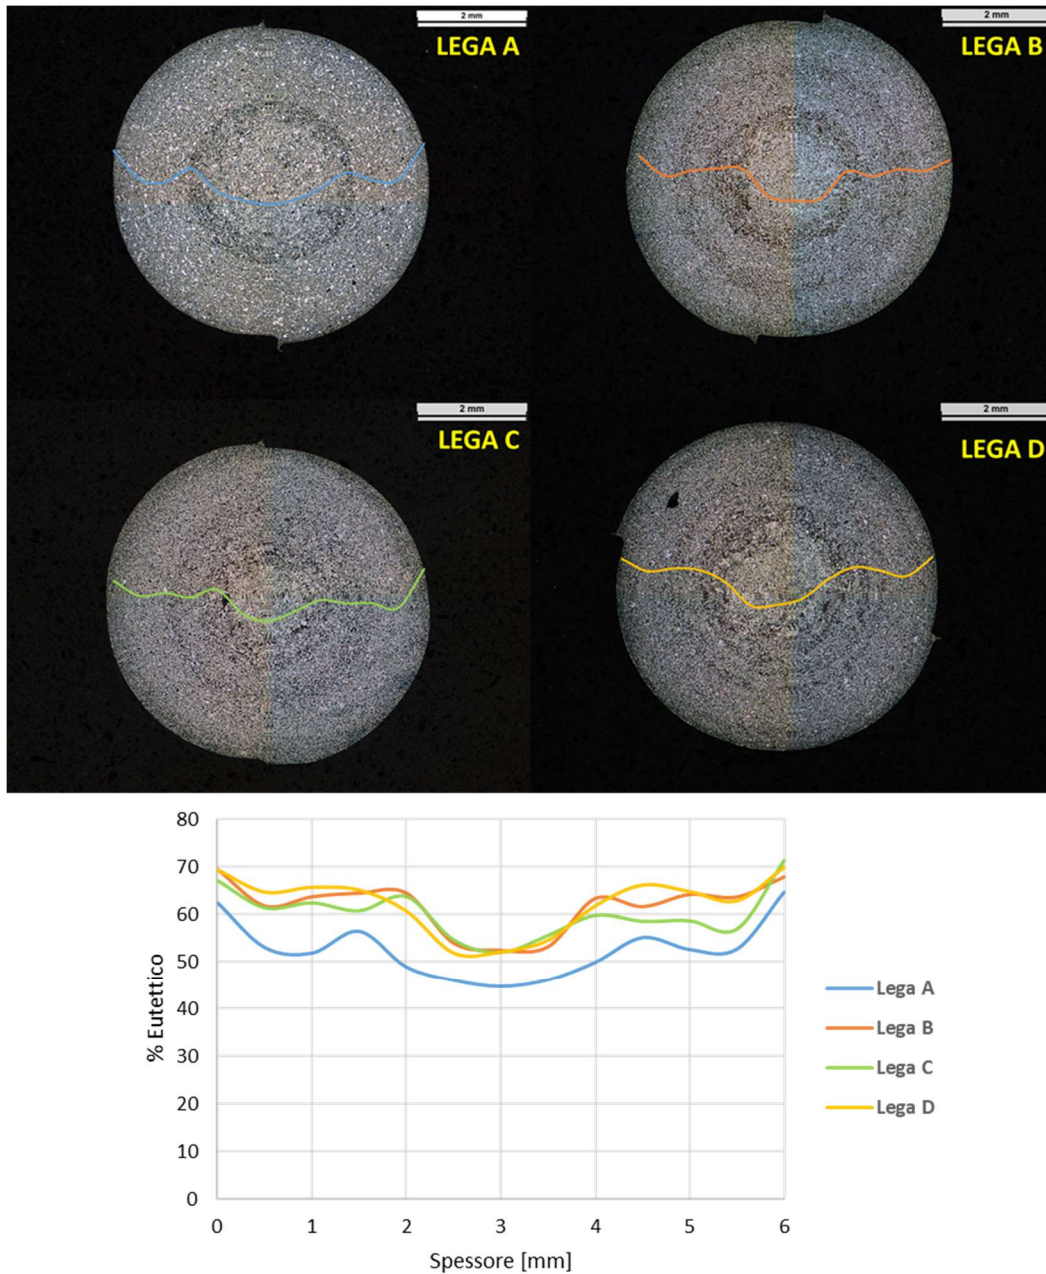 2 mm
LEGA A
2 mm
LEGA B
2 mm
LEGA C
2 mm
LEGA D
80
70
60
50
40
30
20
10
0
% Eutettico
0 1 2 3 4 5 6
Spessore [mm]
Lega A
Lega B
Lega C
Lega D